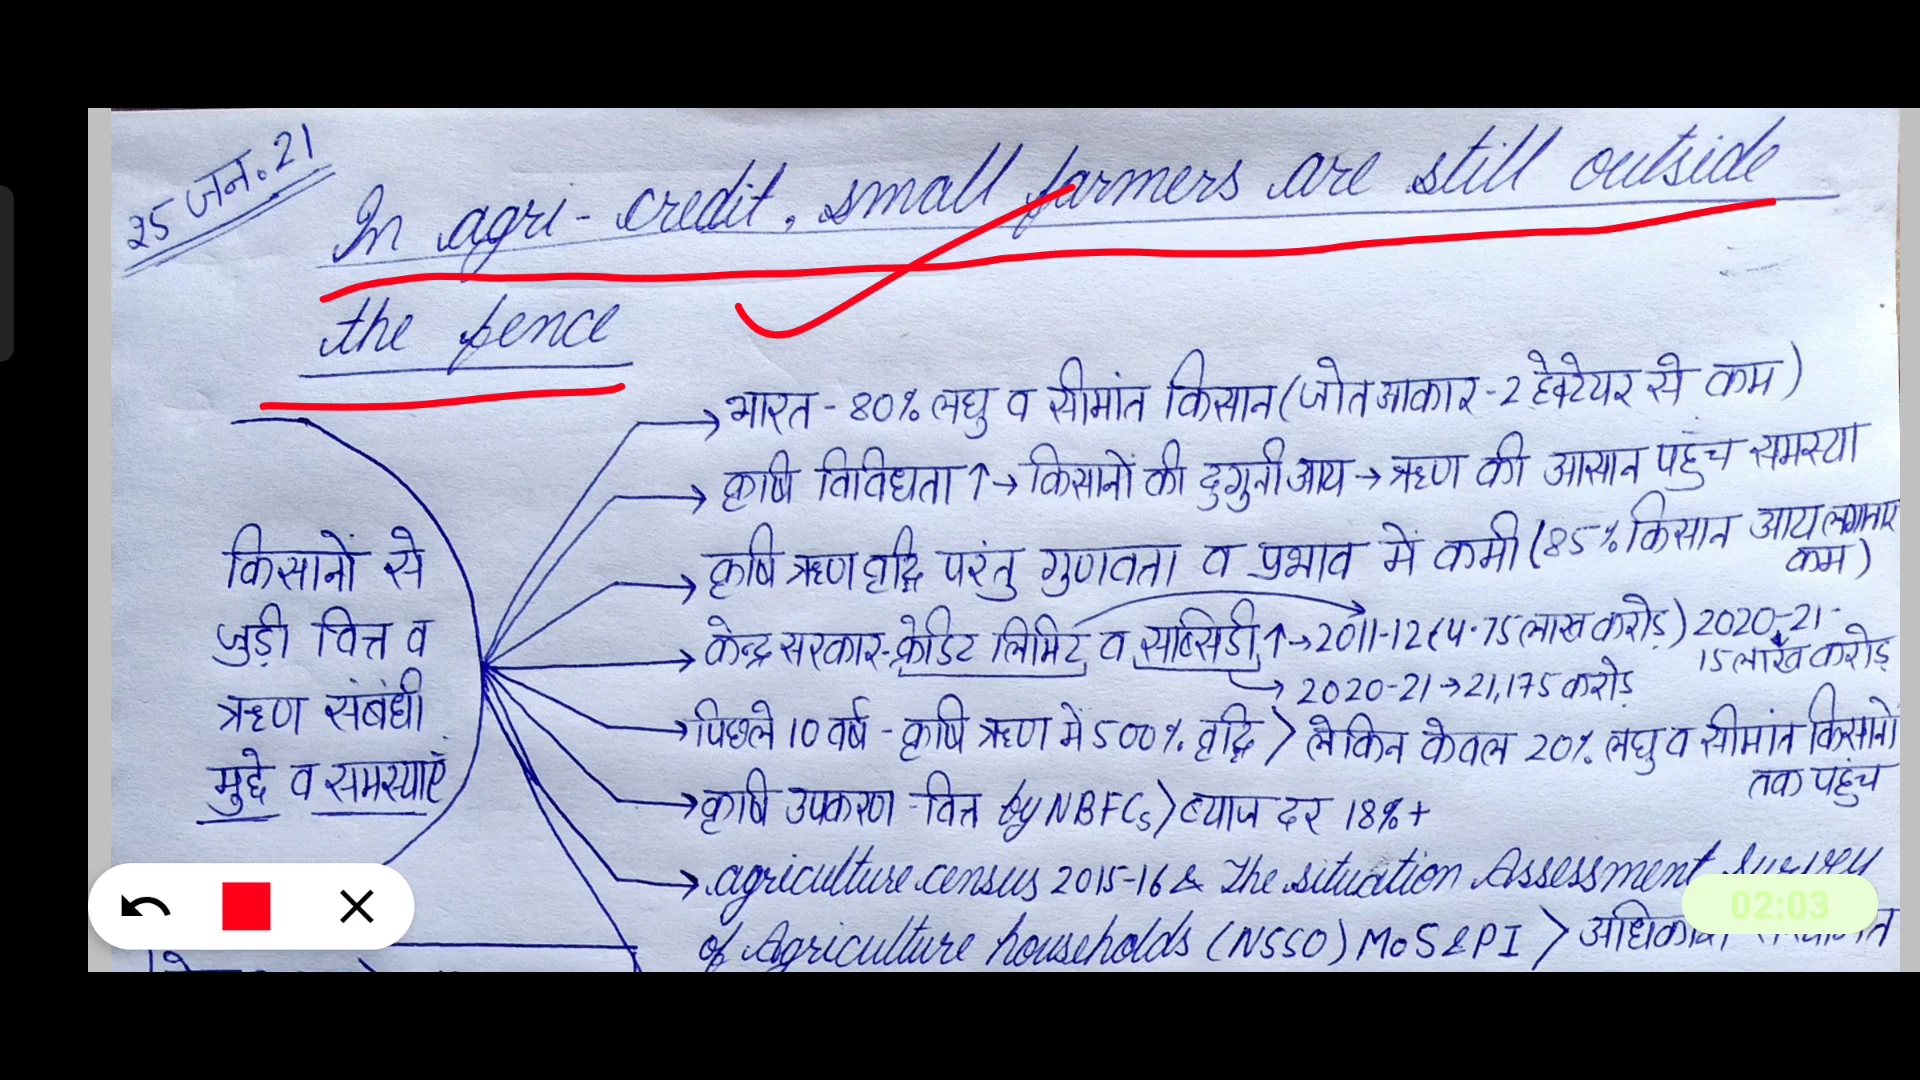 25 जन. 21
In agri-credit, small farmers are still outside
the fence
किसानों से
जुड़ी वित्त व
ऋण संबंधी
मुद्दे व समस्याएँ
भारत - 80% लघु व सीमांत किसान (जोत आकार - 2 हेक्टेयर से कम)
कृषि विविधता ↑ → किसानों की दुगुनी आय → ऋण की आसान पहुंच समस्या
कृषि ऋण वृद्धि परंतु गुणवता व प्रभाव में कमी (85% किसान आय लगातार
कम)
केन्द्र सरकार - क्रेडिट लिमिट व सब्सिडी ↑ → 2011-12 (4.75 लाख करोड़) 2020-21 -
15 लाख करोड़
→ 2020-21 → 21,175 करोड़
पिछले 10 वर्ष - कृषि ऋण में 500% वृद्धि > लेकिन केवल 20% लघु व सीमांत किसानों
तक पहुंच
कृषि उपकरण - वित्त by NBFCs > ब्याज दर 18% +
agriculture census 2015-16 & The situation Assessment survey
of Agriculture households (NSSO) MoS&PI >
02:03